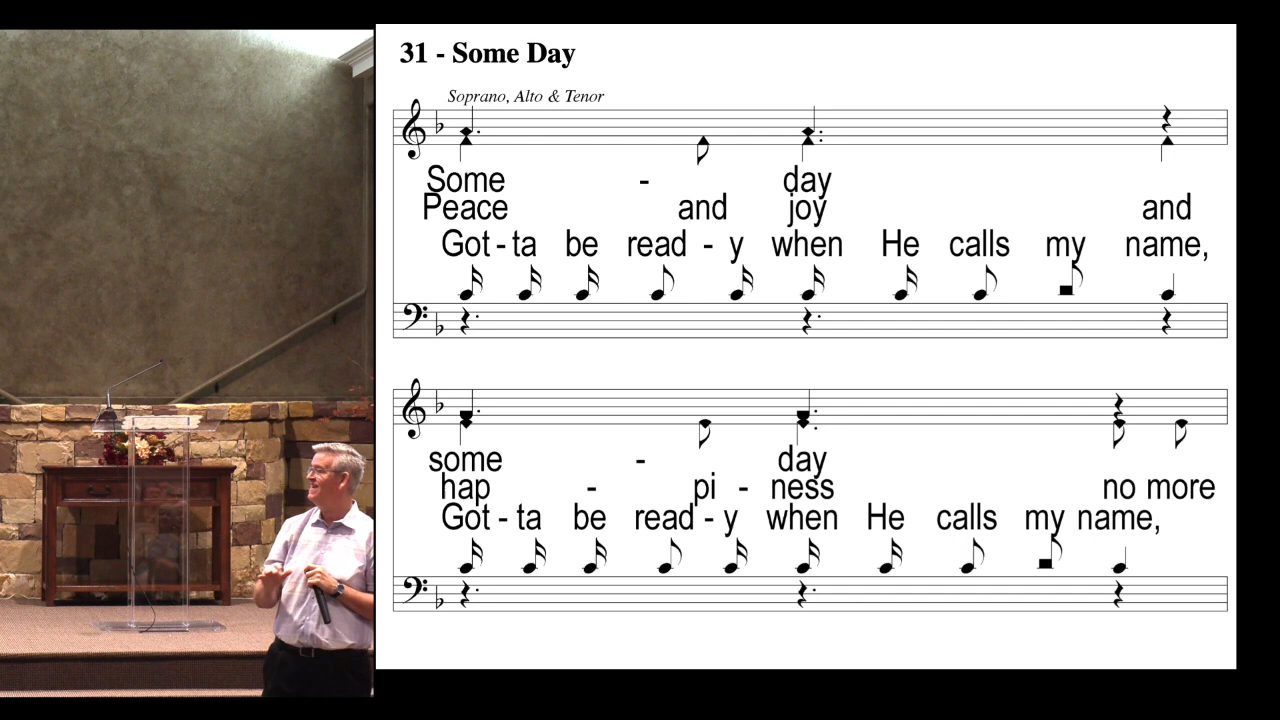 31 - Some Day
Soprano, Alto & Tenor
Some - day
Peace and joy and
Got - ta be read - y when He calls my name,
some - day
hap - pi - ness no more
Got - ta be read - y when He calls my name,